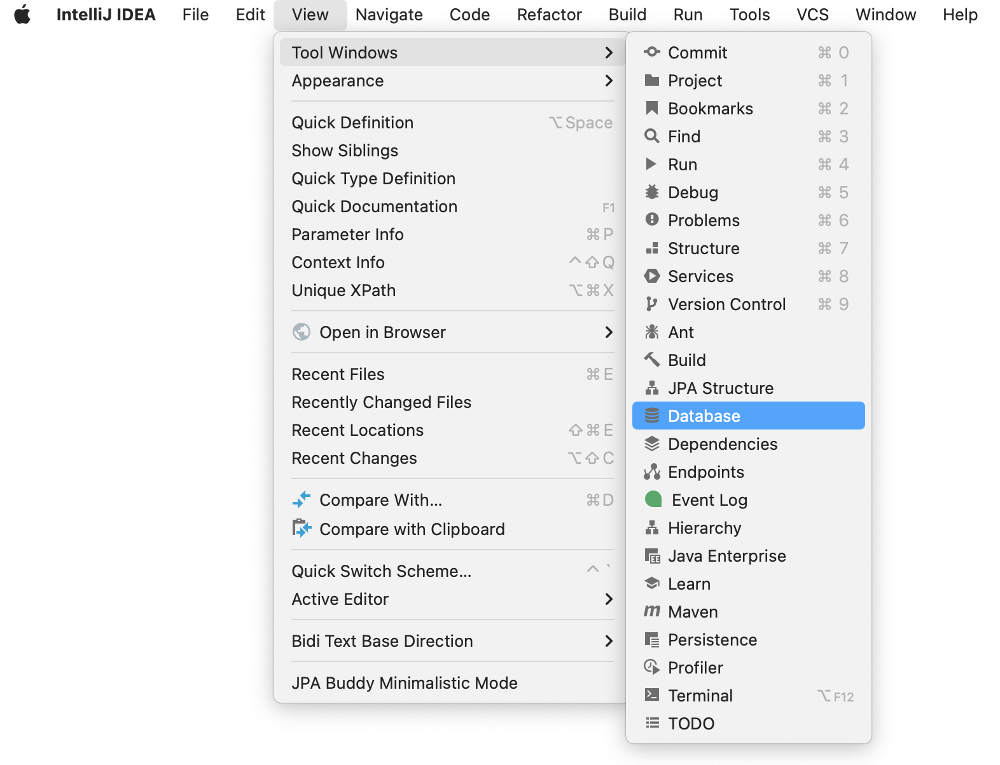 IntelliJ IDEA File Edit View Navigate Code Refactor Build Run Tools VCS Window Help
Tool Windows
Appearance
Quick Definition ⌥Space
Show Siblings
Quick Type Definition
Quick Documentation F1
Parameter Info ⌘P
Context Info ^⇧Q
Unique XPath ⌥⌘X
Open in Browser
Recent Files ⌘E
Recently Changed Files
Recent Locations ⇧⌘E
Recent Changes ⌥⇧C
Compare With... ⌘D
Compare with Clipboard
Quick Switch Scheme... ^`
Active Editor
Bidi Text Base Direction
JPA Buddy Minimalistic Mode
Commit ⌘ 0
Project ⌘ 1
Bookmarks ⌘ 2
Find ⌘ 3
Run ⌘ 4
Debug ⌘ 5
Problems ⌘ 6
Structure ⌘ 7
Services ⌘ 8
Version Control ⌘ 9
Ant
Build
JPA Structure
Database
Dependencies
Endpoints
Event Log
Hierarchy
Java Enterprise
Learn
Maven
Persistence
Profiler
Terminal ⌥F12
TODO